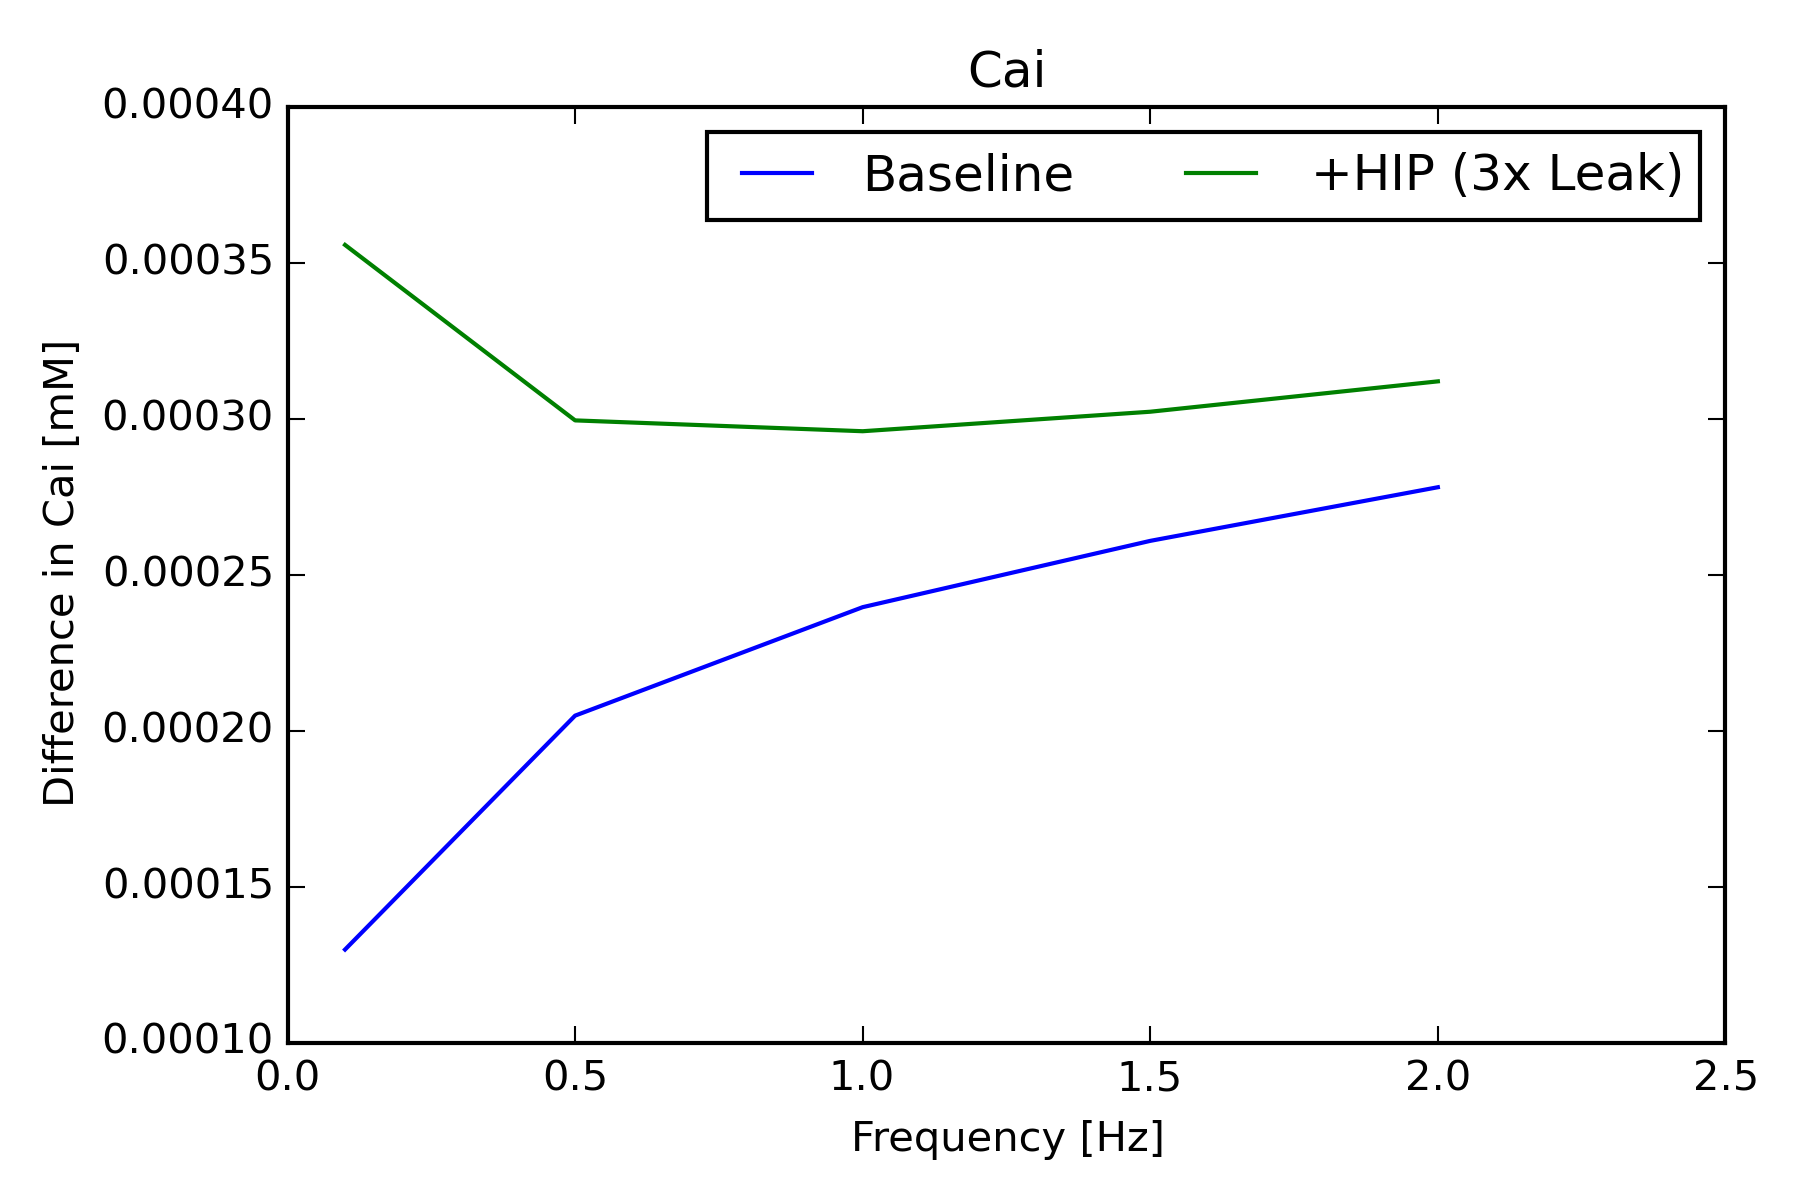 Cai
Baseline +HIP (3x Leak)
Difference in Cai [mM]
0.00040
0.00035
0.00030
0.00025
0.00020
0.00015
0.00010
0.0 0.5 1.0 1.5 2.0 2.5
Frequency [Hz]